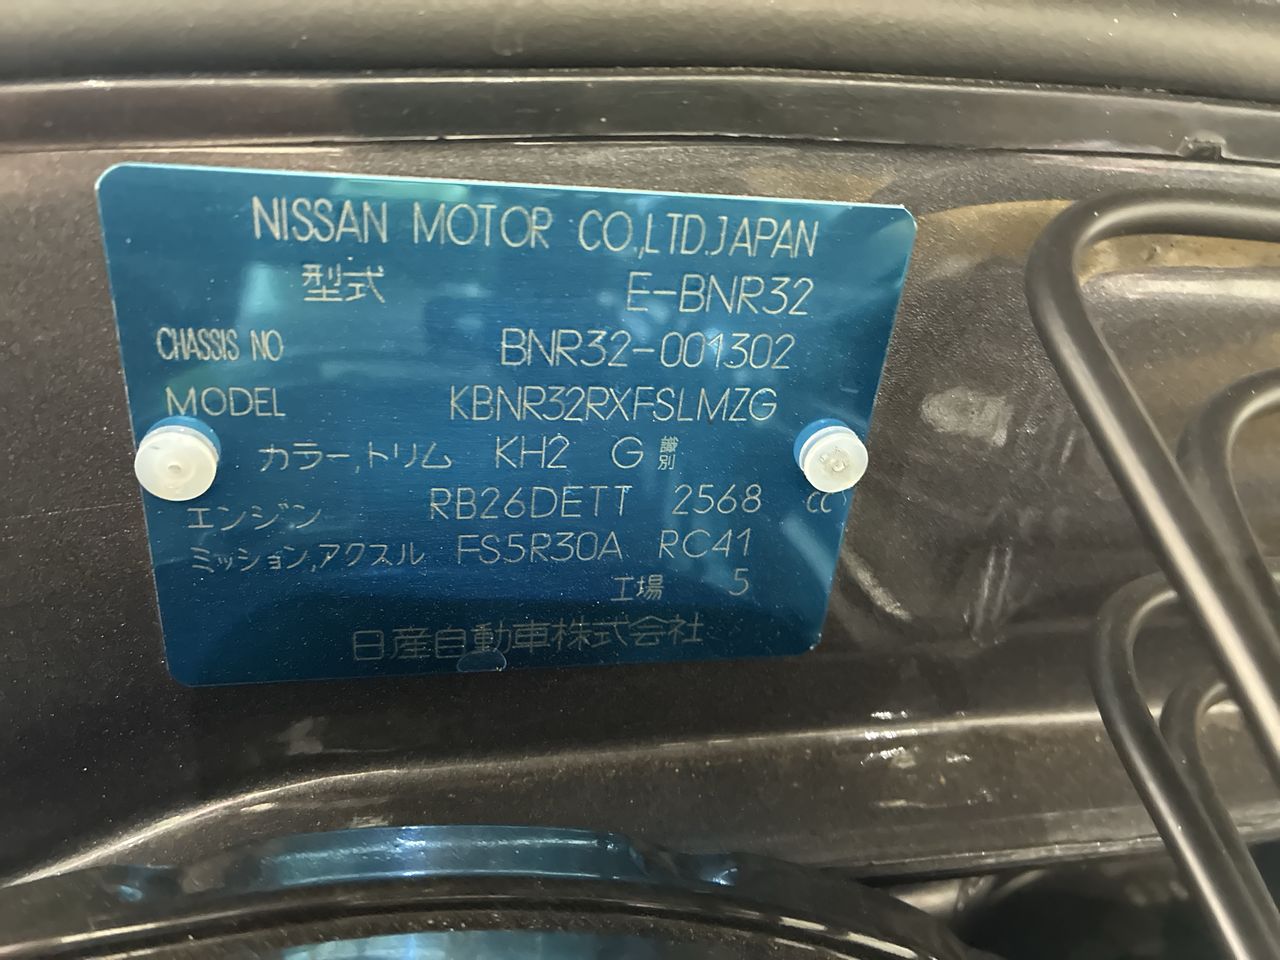 NISSAN MOTOR CO.,LTD.JAPAN
型式 E-BNR32
CHASSIS NO BNR32-001302
MODEL KBNR32RXFSLMZG
カラー,トリム KH2 G 識別
エンジン RB26DETT 2568 cc
ミッション,アクスル FS5R30A RC41
工場 5
日産自動車株式会社